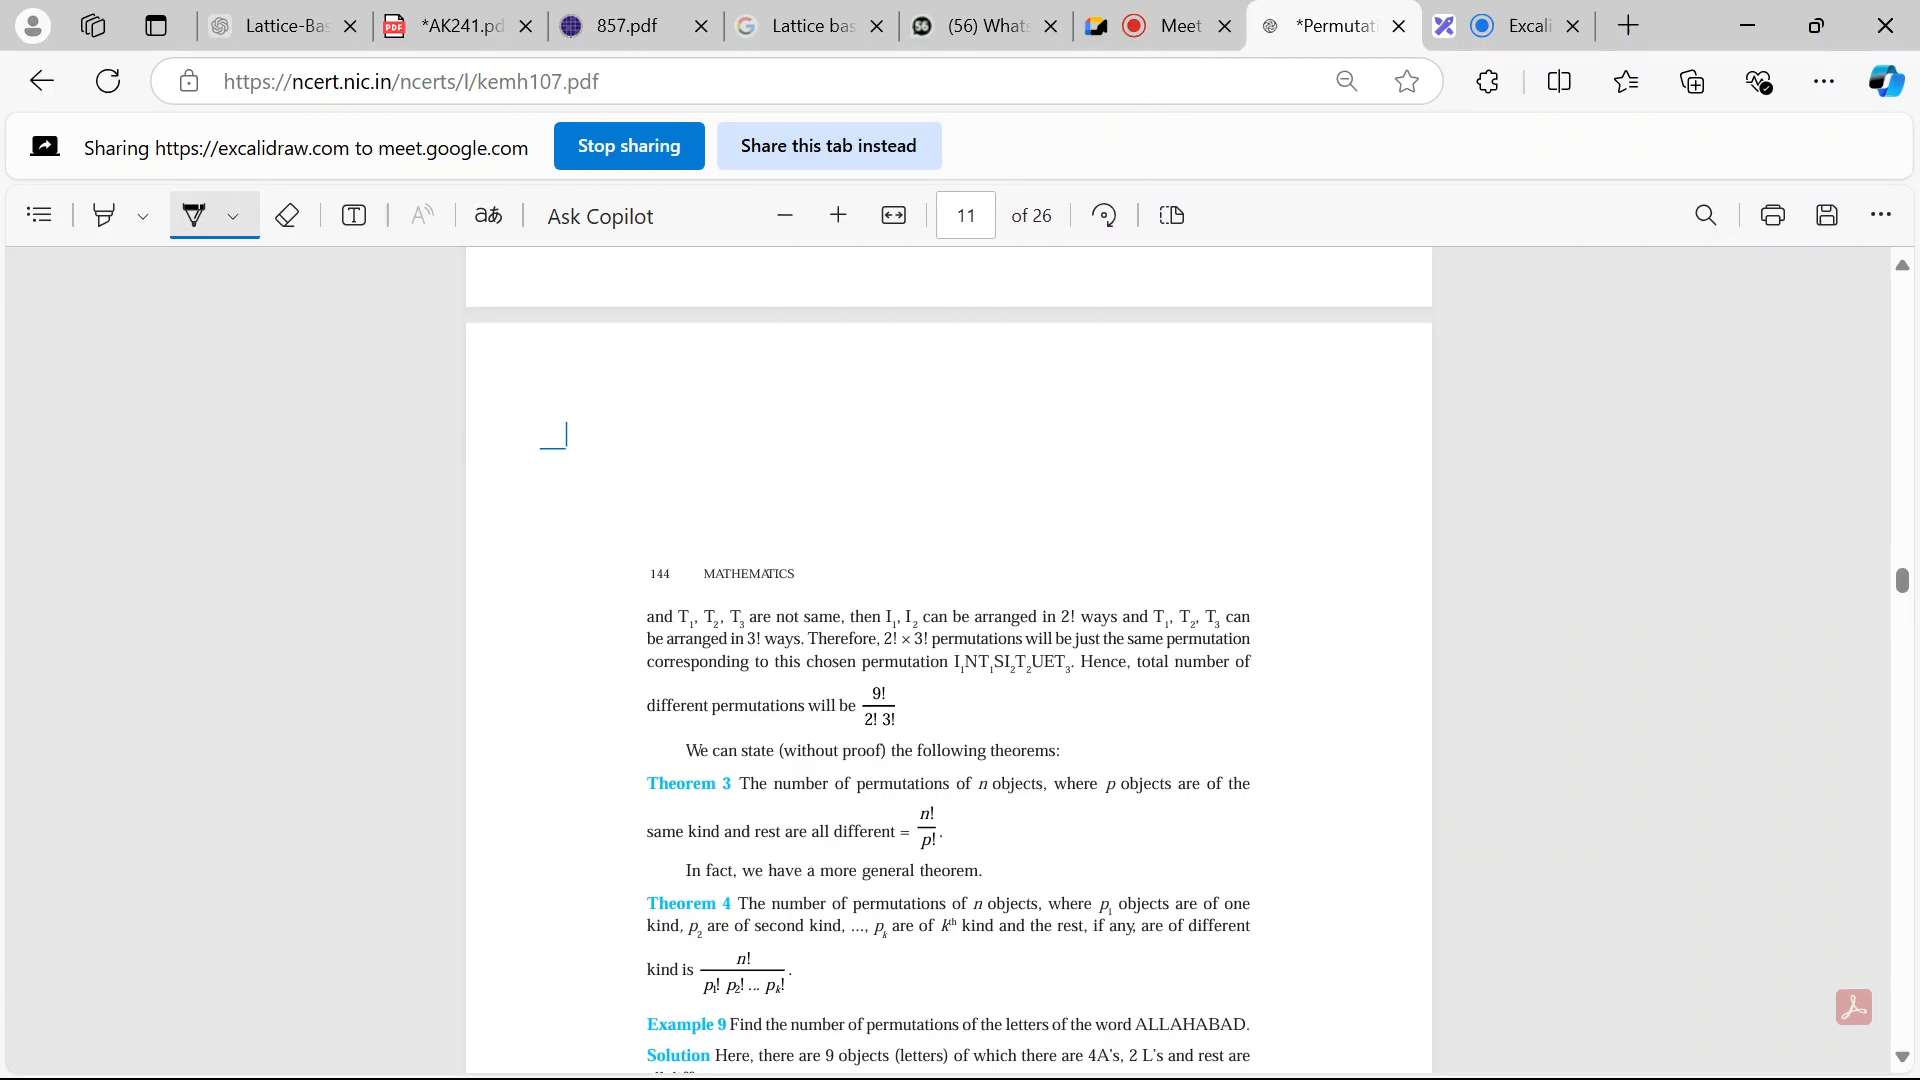 Lattice-Bas
*AK241.pd
857.pdf
Lattice bas
(56) Whats
Meet
*Permutati
Excali
https://ncert.nic.in/ncerts/l/kemh107.pdf
Sharing https://excalidraw.com to meet.google.com
Stop sharing
Share this tab instead
Ask Copilot
11
of 26
144 MATHEMATICS
and T₁, T₂, T₃ are not same, then I₁, I₂ can be arranged in 2! ways and T₁, T₂, T₃ can
be arranged in 3! ways. Therefore, 2! × 3! permutations will be just the same permutation
corresponding to this chosen permutation I₁NT₁SI₂T₂UET₃. Hence, total number of
different permutations will be 9!/2! 3!
We can state (without proof) the following theorems:
Theorem 3 The number of permutations of n objects, where p objects are of the
same kind and rest are all different = n!/p!.
In fact, we have a more general theorem.
Theorem 4 The number of permutations of n objects, where p₁ objects are of one
kind, p₂ are of second kind, ..., pₖ are of kᵗʰ kind and the rest, if any, are of different
kind is n!/p₁! p₂! ... pₖ!.
Example 9 Find the number of permutations of the letters of the word ALLAHABAD.
Solution Here, there are 9 objects (letters) of which there are 4A's, 2 L's and rest are